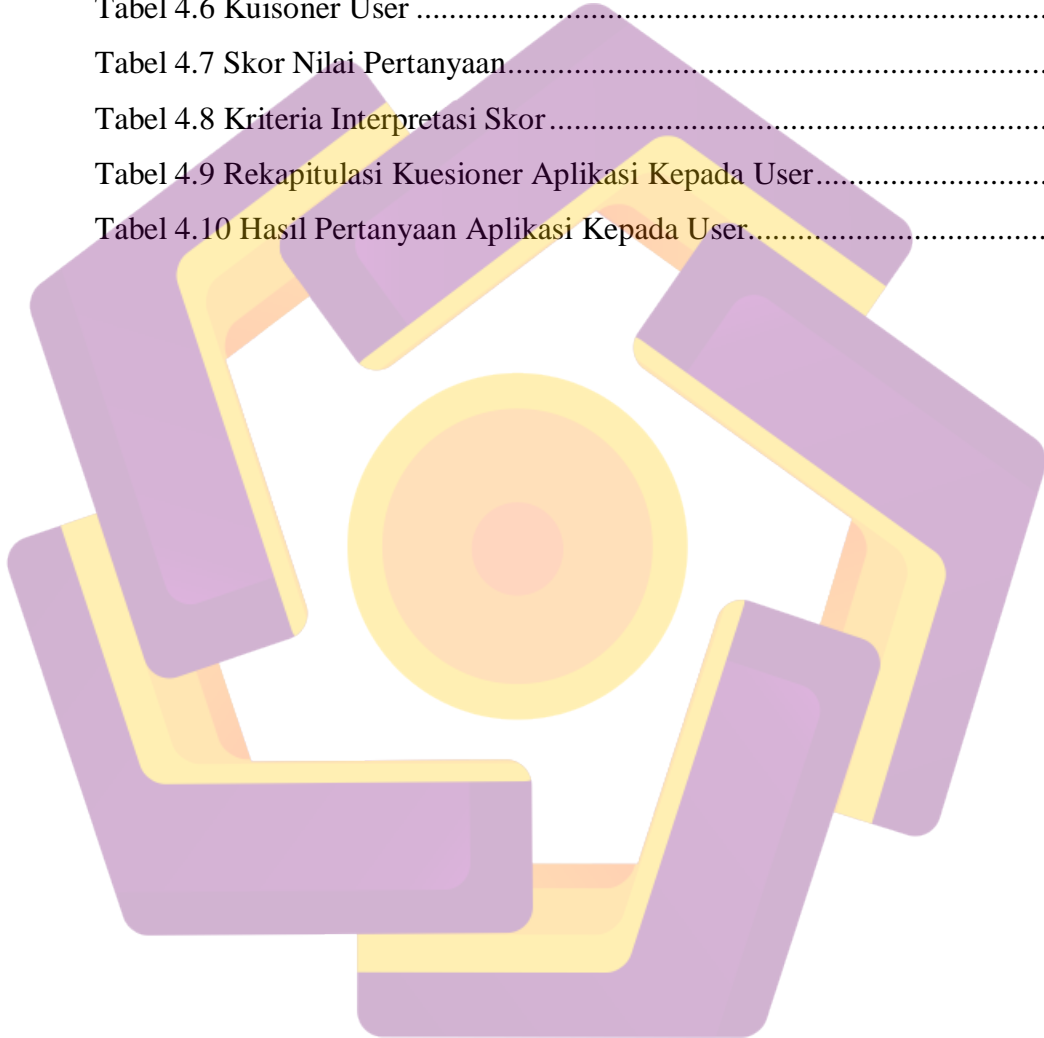 Tabel 4.6 Kuisoner User ........................................................................
Tabel 4.7 Skor Nilai Pertanyaan............................................................
Tabel 4.8 Kriteria Interpretasi Skor.......................................................
Tabel 4.9 Rekapitulasi Kuesioner Aplikasi Kepada User......................
Tabel 4.10 Hasil Pertanyaan Aplikasi Kepada User...............................